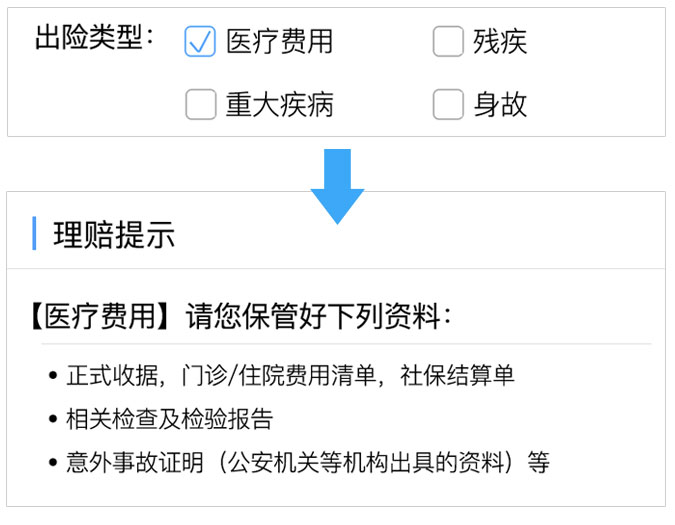 出险类型： 医疗费用 残疾
重大疾病 身故
理赔提示
【医疗费用】请您保管好下列资料：
• 正式收据，门诊/住院费用清单，社保结算单
• 相关检查及检验报告
• 意外事故证明（公安机关等机构出具的资料）等